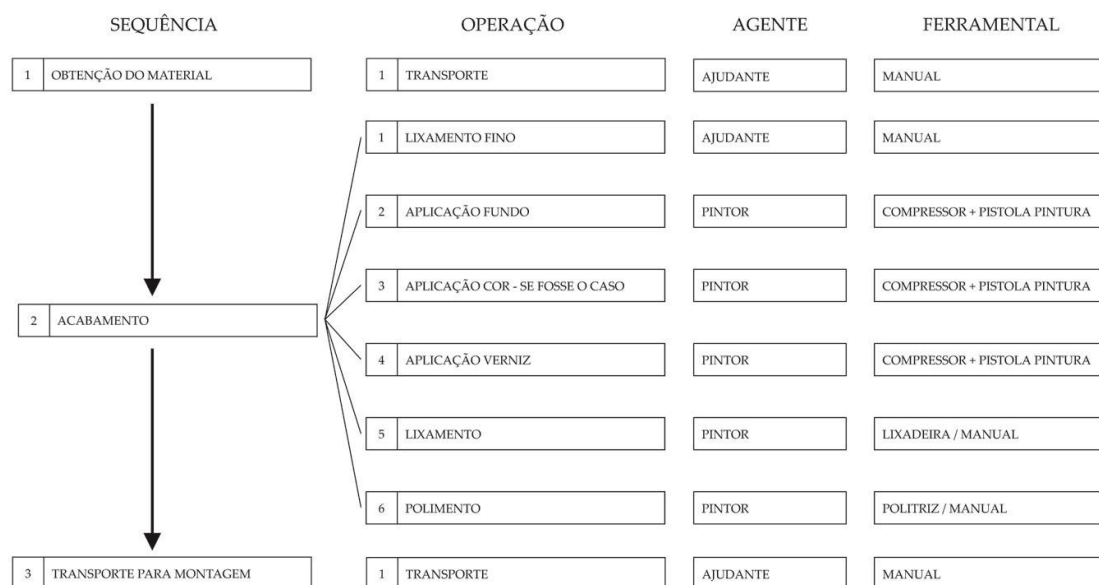 SEQUÊNCIA OPERAÇÃO AGENTE FERRAMENTAL
1 OBTENÇÃO DO MATERIAL 1 TRANSPORTE AJUDANTE MANUAL
1 LIXAMENTO FINO AJUDANTE MANUAL
2 APLICAÇÃO FUNDO PINTOR COMPRESSOR + PISTOLA PINTURA
3 APLICAÇÃO COR - SE FOSSE O CASO PINTOR COMPRESSOR + PISTOLA PINTURA
2 ACABAMENTO
4 APLICAÇÃO VERNIZ PINTOR COMPRESSOR + PISTOLA PINTURA
5 LIXAMENTO PINTOR LIXADEIRA / MANUAL
6 POLIMENTO PINTOR POLITRIZ / MANUAL
3 TRANSPORTE PARA MONTAGEM 1 TRANSPORTE AJUDANTE MANUAL